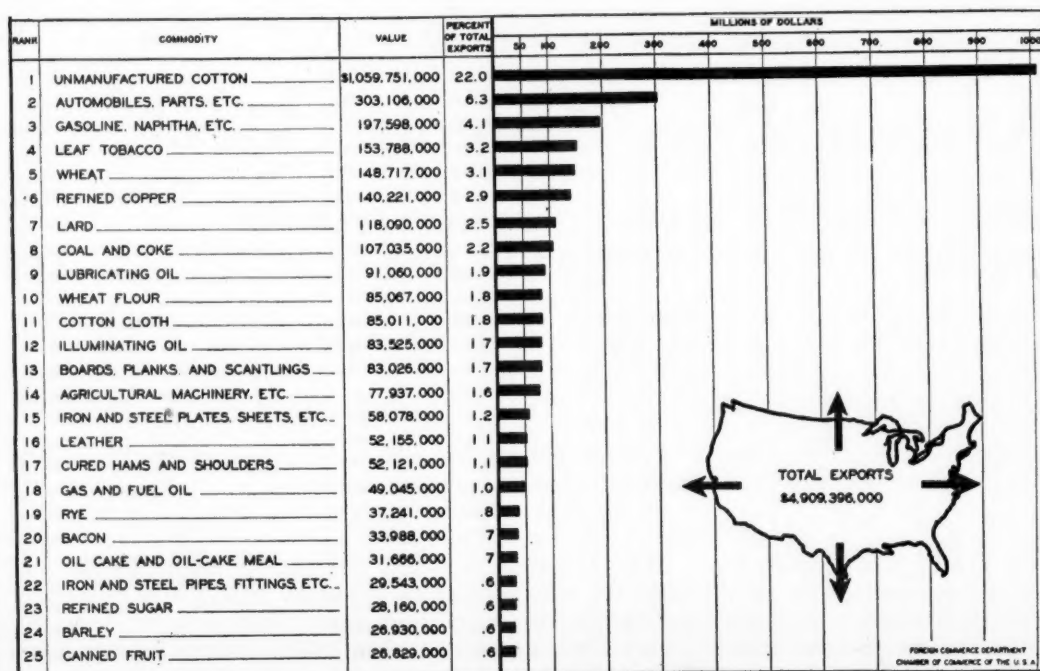 RANK COMMODITY VALUE PERCENT OF TOTAL EXPORTS MILLIONS OF DOLLARS
50 100 200 300 400 500 600 700 800 900 1000
1 UNMANUFACTURED COTTON $1,059,751,000 22.0
2 AUTOMOBILES, PARTS, ETC. 303,106,000 6.3
3 GASOLINE, NAPHTHA, ETC. 197,598,000 4.1
4 LEAF TOBACCO 153,788,000 3.2
5 WHEAT 148,717,000 3.1
6 REFINED COPPER 140,221,000 2.9
7 LARD 118,090,000 2.5
8 COAL AND COKE 107,035,000 2.2
9 LUBRICATING OIL 91,060,000 1.9
10 WHEAT FLOUR 85,067,000 1.8
11 COTTON CLOTH 85,011,000 1.8
12 ILLUMINATING OIL 83,525,000 1.7
13 BOARDS, PLANKS, AND SCANTLINGS 83,026,000 1.7
14 AGRICULTURAL MACHINERY, ETC. 77,937,000 1.6
15 IRON AND STEEL PLATES, SHEETS, ETC. 58,078,000 1.2
16 LEATHER 52,155,000 1.1
17 CURED HAMS AND SHOULDERS 52,121,000 1.1
18 GAS AND FUEL OIL 49,045,000 1.0
19 RYE 37,241,000 .8
20 BACON 33,988,000 .7
21 OIL CAKE AND OIL-CAKE MEAL 31,666,000 .7
22 IRON AND STEEL PIPES, FITTINGS, ETC. 29,543,000 .6
23 REFINED SUGAR 28,160,000 .6
24 BARLEY 26,930,000 .6
25 CANNED FRUIT 26,829,000 .6
TOTAL EXPORTS
$4,909,396,000
FOREIGN COMMERCE DEPARTMENT
CHAMBER OF COMMERCE OF THE U.S.A.